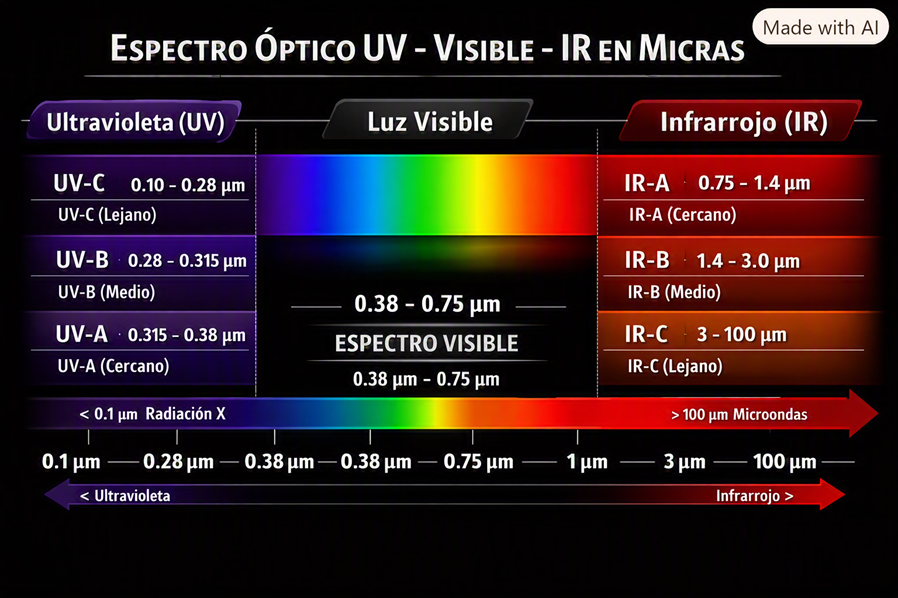 Made with AI
ESPECTRO ÓPTICO UV - VISIBLE - IR EN MICRAS
Ultravioleta (UV)
Luz Visible
Infrarrojo (IR)
UV-C 0.10 – 0.28 µm
UV-C (Lejano)
UV-B · 0.28 – 0.315 µm
UV-B (Medio)
UV-A · 0.315 – 0.38 µm
UV-A (Cercano)
0.38 – 0.75 µm
ESPECTRO VISIBLE
0.38 µm – 0.75 µm
IR-A · 0.75 – 1.4 µm
IR-A (Cercano)
IR-B · 1.4 – 3.0 µm
IR-B (Medio)
IR-C · 3 – 100 µm
IR-C (Lejano)
< 0.1 µm Radiación X
> 100 µm Microondas
0.1 µm — 0.28 µm — 0.38 µm — 0.38 µm — 0.75 µm — 1 µm — 3 µm — 100 µm
< Ultravioleta
Infrarrojo >